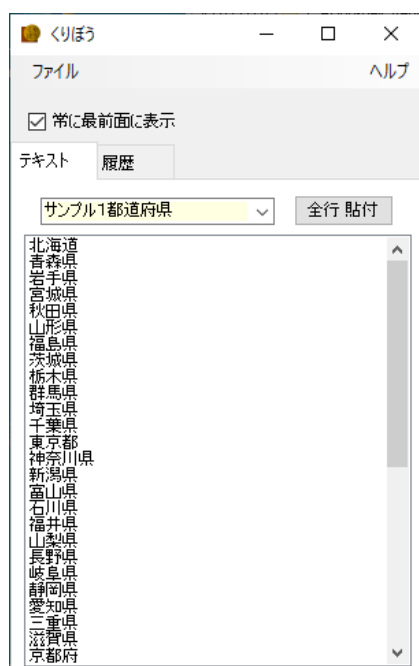 くりぼう
ファイル ヘルプ
常に最前面に表示
テキスト 履歴
サンプル1都道府県 全行 貼付
北海道
青森県
岩手県
宮城県
秋田県
山形県
福島県
茨城県
栃木県
群馬県
埼玉県
千葉県
東京都
神奈川県
新潟県
富山県
石川県
福井県
山梨県
長野県
岐阜県
静岡県
愛知県
三重県
滋賀県
京都府